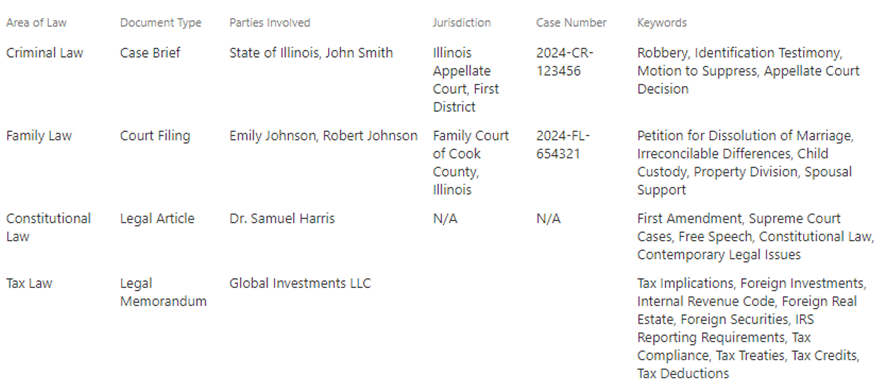 Area of Law Document Type Parties Involved Jurisdiction Case Number Keywords
Criminal Law Case Brief State of Illinois, John Smith Illinois 2024-CR- Robbery, Identification Testimony,
Appellate 123456 Motion to Suppress, Appellate Court
Court, First Decision
District
Family Law Court Filing Emily Johnson, Robert Johnson Family Court 2024-FL- Petition for Dissolution of Marriage,
of Cook 654321 Irreconcilable Differences, Child
County, Custody, Property Division, Spousal
Illinois Support
Constitutional Legal Article Dr. Samuel Harris N/A N/A First Amendment, Supreme Court
Law Cases, Free Speech, Constitutional Law,
Contemporary Legal Issues
Tax Law Legal Global Investments LLC Tax Implications, Foreign Investments,
Memorandum Internal Revenue Code, Foreign Real
Estate, Foreign Securities, IRS
Reporting Requirements, Tax
Compliance, Tax Treaties, Tax Credits,
Tax Deductions